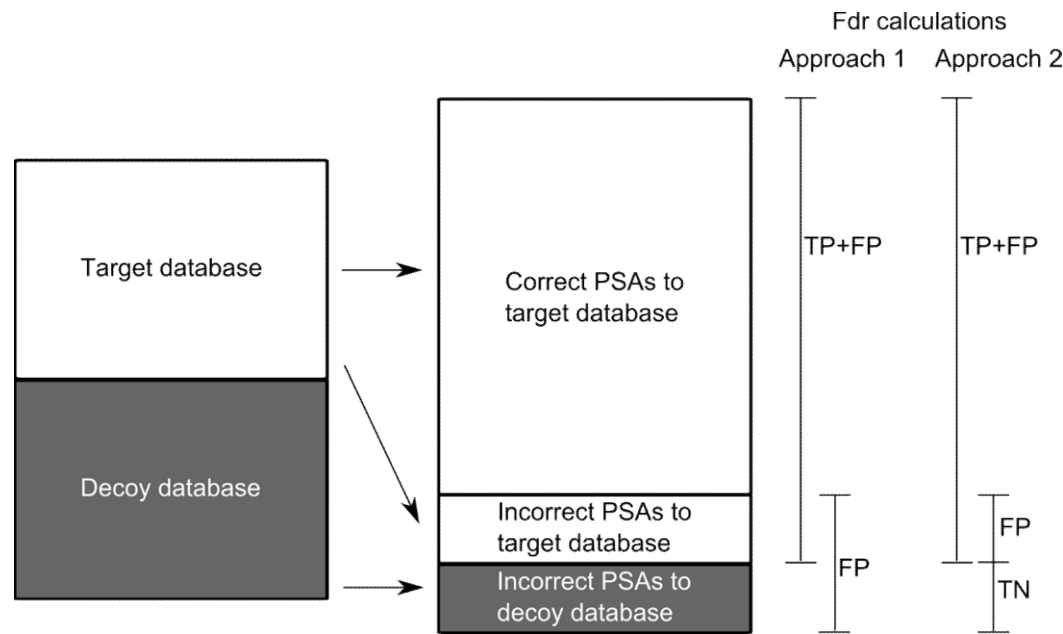 Fdr calculations
Approach 1
Approach 2
Target database
Decoy database
Correct PSAs to
target database
Incorrect PSAs to
target database
Incorrect PSAs to
decoy database
TP+FP
FP
TP+FP
FP
TN